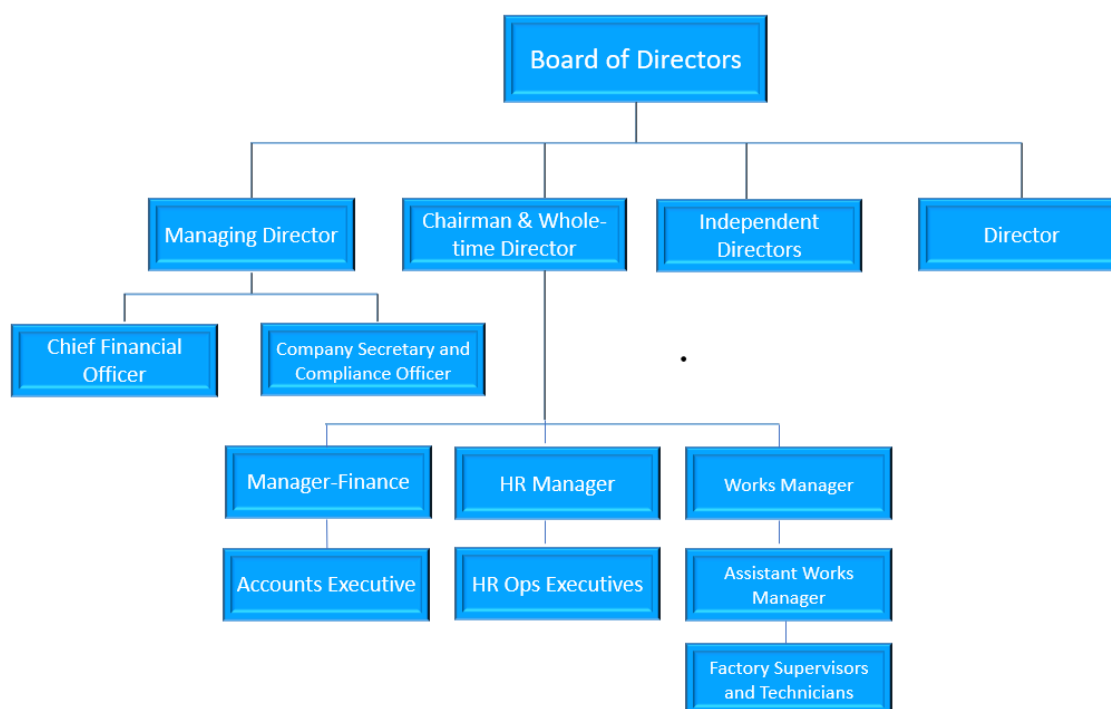 Board of Directors
Managing Director
Chairman & Whole-
time Director
Independent
Directors
Director
Chief Financial
Officer
Company Secretary and
Compliance Officer
Manager-Finance
HR Manager
Works Manager
Accounts Executive
HR Ops Executives
Assistant Works
Manager
Factory Supervisors
and Technicians